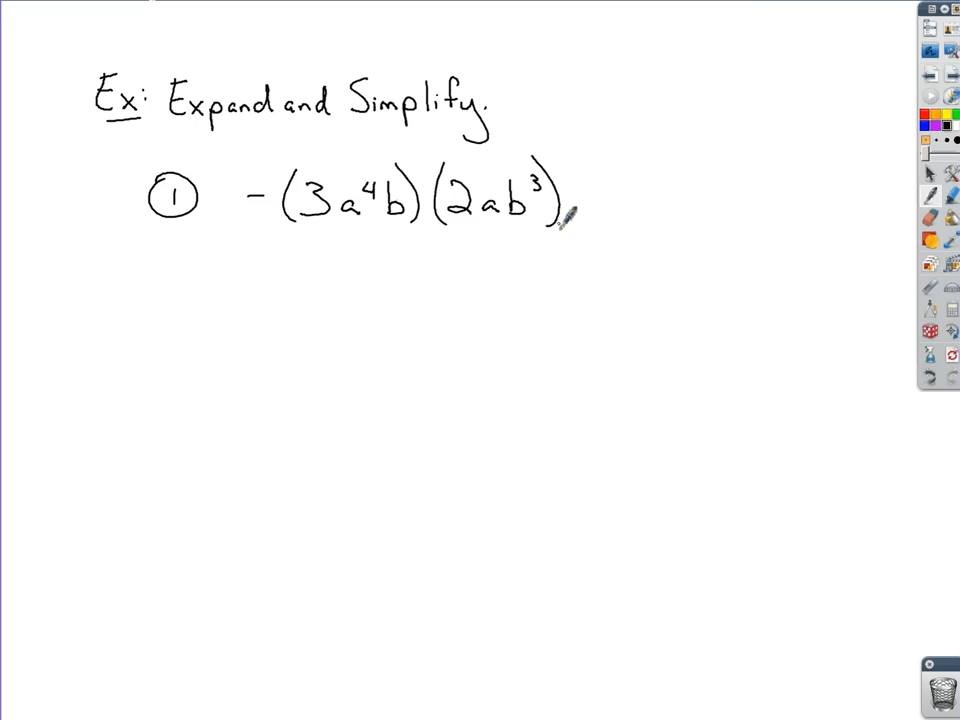 Ex: Expand and Simplify.
① -(3a⁴b)(2ab³)